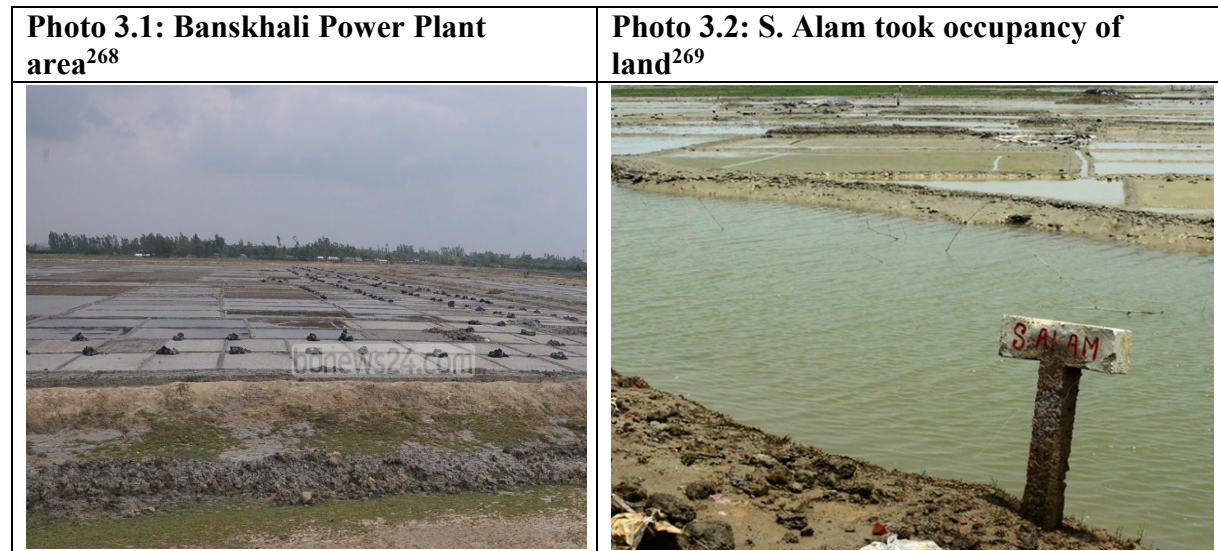 Photo 3.1: Banskhali Power Plant
area268
Photo 3.2: S. Alam took occupancy of
land269
bdnews24.com
S. ALAM